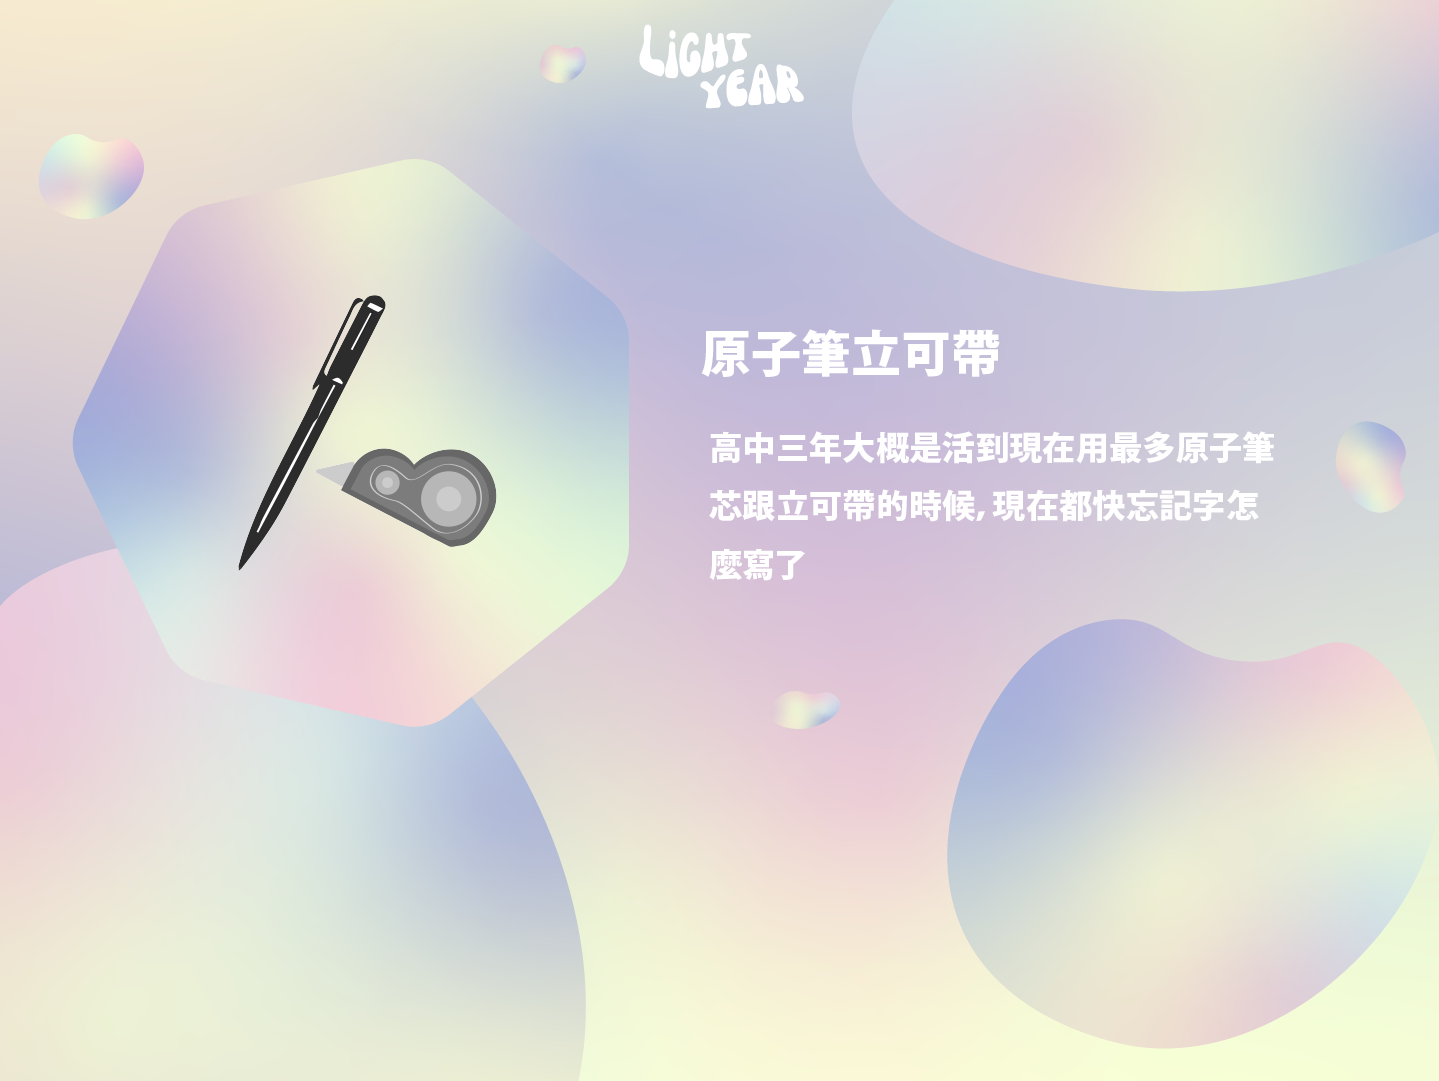 LiGHT
YEAR
原子筆立可帶
高中三年大概是活到現在用最多原子筆
芯跟立可帶的時候, 現在都快忘記字怎
麼寫了